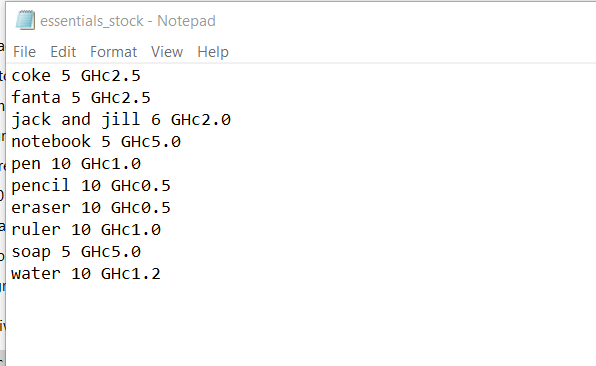 essentials_stock - Notepad
File Edit Format View Help
coke 5 GHc2.5
fanta 5 GHc2.5
jack and jill 6 GHc2.0
notebook 5 GHc5.0
pen 10 GHc1.0
pencil 10 GHc0.5
eraser 10 GHc0.5
ruler 10 GHc1.0
soap 5 GHc5.0
water 10 GHc1.2